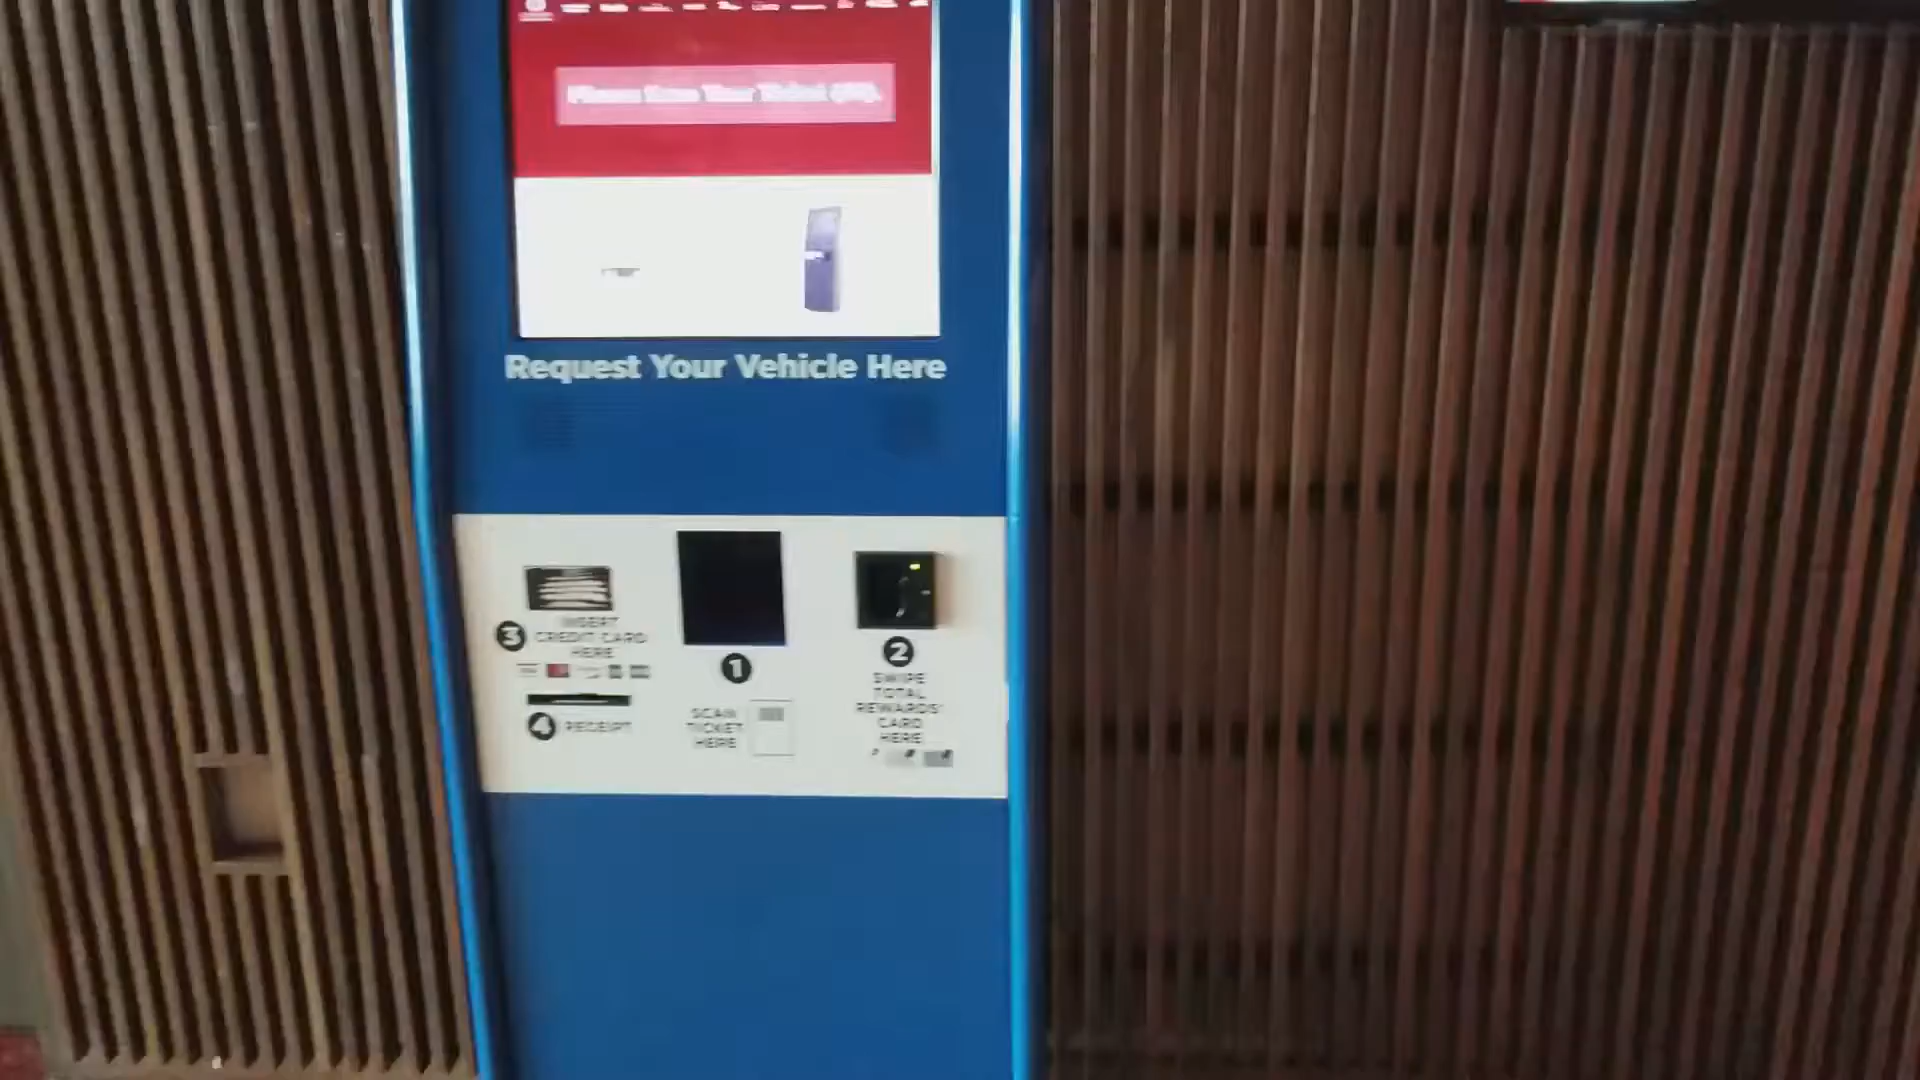 Request Your Vehicle Here
3
INSERT
CREDIT CARD
HERE
4 RECEIPT
1
SCAN
TICKET
HERE
2
SWIPE
TOTAL
REWARDS'
CARD
HERE